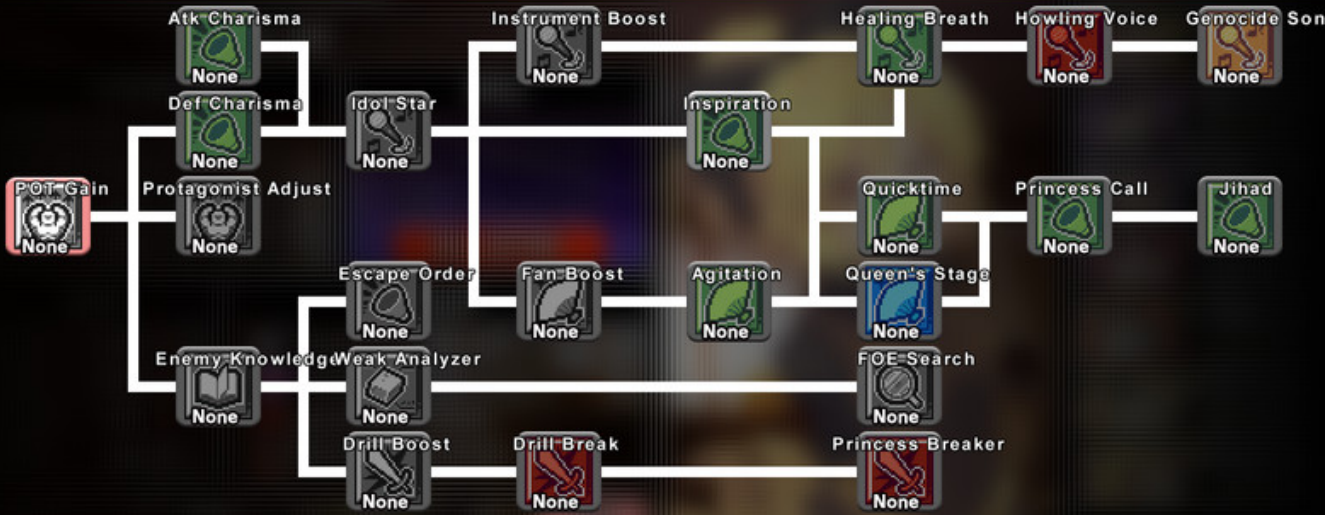 Atk Charisma
None
Instrument Boost
None
Healing Breath
None
Howling Voice
None
Genocide Son
None
Def Charisma
None
Idol Star
None
Inspiration
None
POT Gain
None
Protagonist Adjust
None
Quicktime
None
Princess Call
None
Jihad
None
Escape Order
None
Fan Boost
None
Agitation
None
Queen's Stage
None
Enemy Knowledge
None
Weak Analyzer
None
FOE Search
None
Drill Boost
None
Drill Break
None
Princess Breaker
None